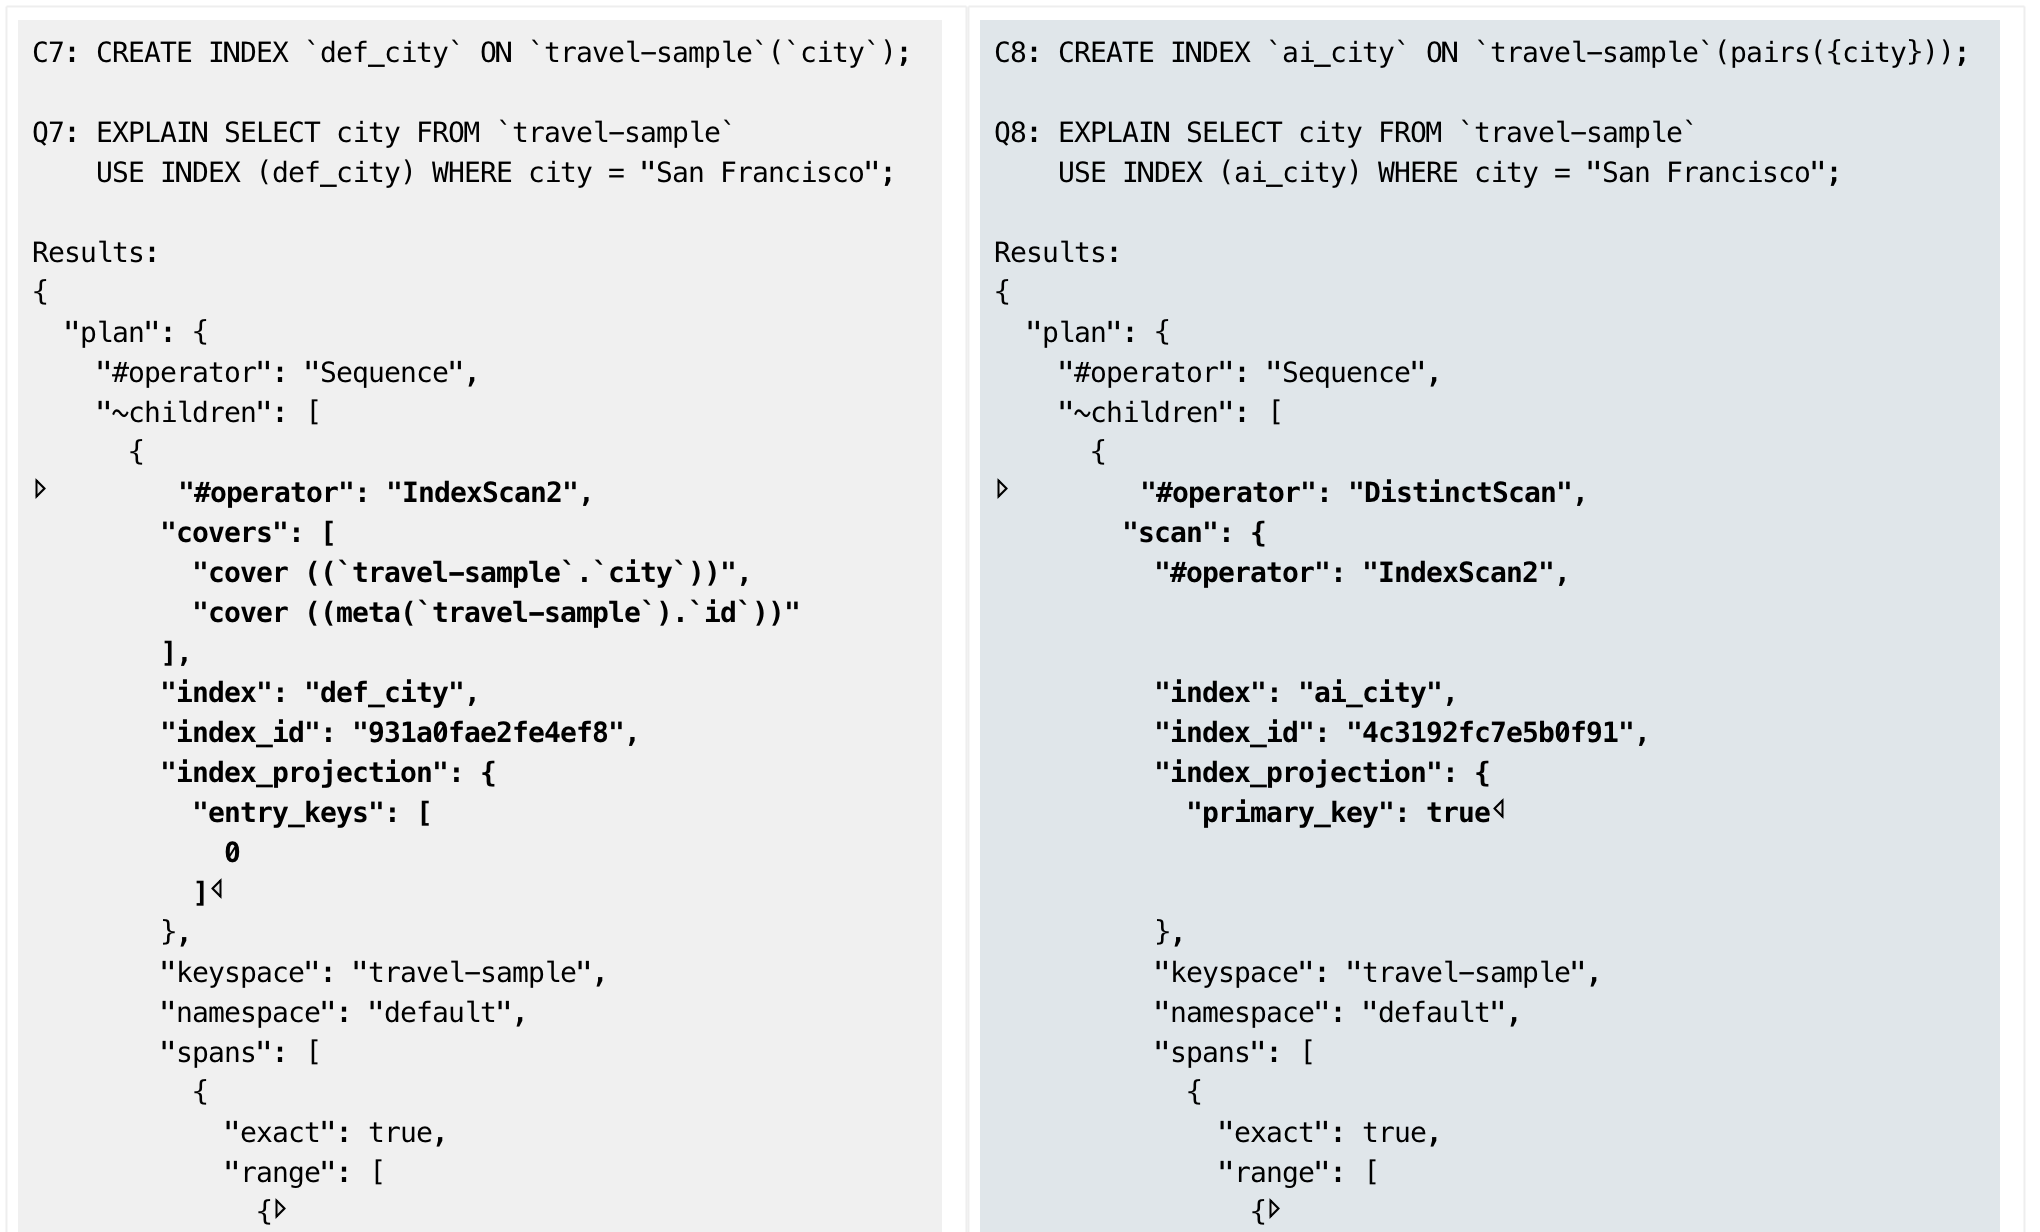 C7: CREATE INDEX `def_city` ON `travel-sample`(`city`);

Q7: EXPLAIN SELECT city FROM `travel-sample`
    USE INDEX (def_city) WHERE city = "San Francisco";

Results:
{
  "plan": {
    "#operator": "Sequence",
    "~children": [
      {
▷        "#operator": "IndexScan2",
        "covers": [
          "cover ((`travel-sample`.`city`))",
          "cover ((meta(`travel-sample`).`id`))"
        ],
        "index": "def_city",
        "index_id": "931a0fae2fe4ef8",
        "index_projection": {
          "entry_keys": [
            0
          ]◁
        },
        "keyspace": "travel-sample",
        "namespace": "default",
        "spans": [
          {
            "exact": true,
            "range": [
              {▷
C8: CREATE INDEX `ai_city` ON `travel-sample`(pairs({city}));

Q8: EXPLAIN SELECT city FROM `travel-sample`
    USE INDEX (ai_city) WHERE city = "San Francisco";

Results:
{
  "plan": {
    "#operator": "Sequence",
    "~children": [
      {
▷        "#operator": "DistinctScan",
        "scan": {
          "#operator": "IndexScan2",
          "index": "ai_city",
          "index_id": "4c3192fc7e5b0f91",
          "index_projection": {
            "primary_key": true◁
          },
          "keyspace": "travel-sample",
          "namespace": "default",
          "spans": [
            {
              "exact": true,
              "range": [
                {▷